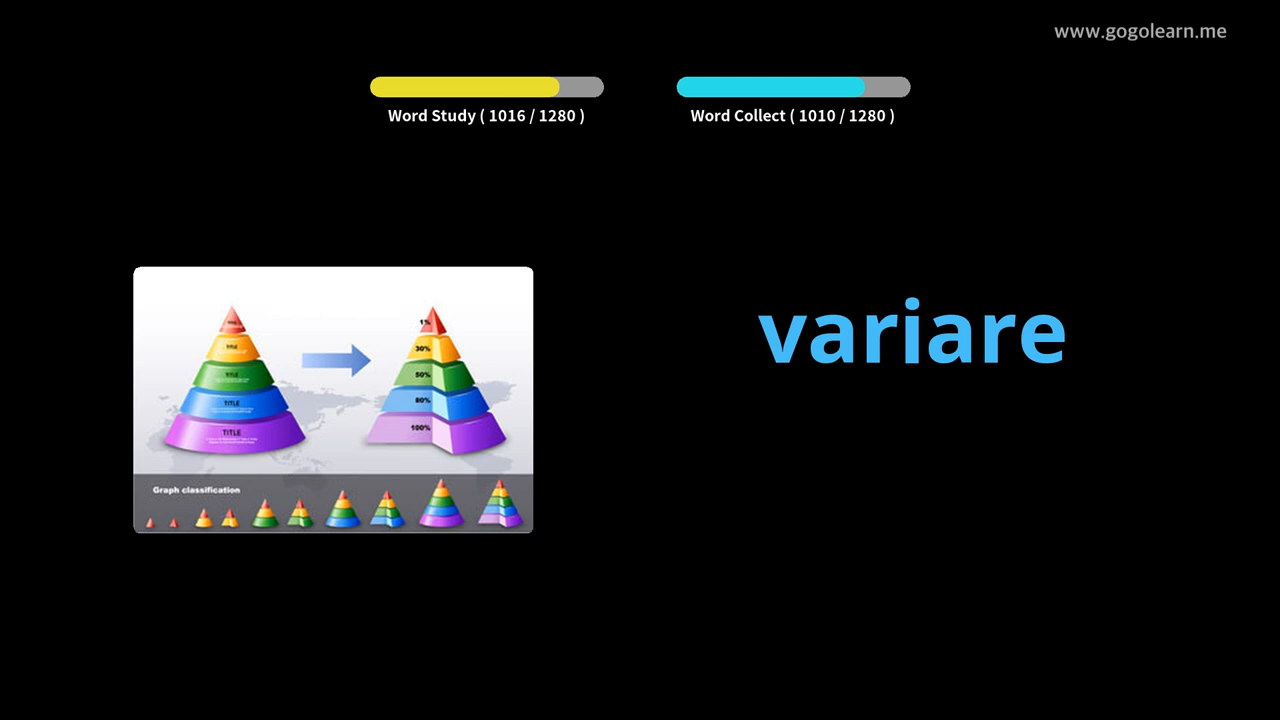 www.gogolearn.me
Word Study ( 1016 / 1280 )
Word Collect ( 1010 / 1280 )
variare
TITLE
TITLE
TITLE
TITLE
1%
30%
50%
80%
100%
Graph classification